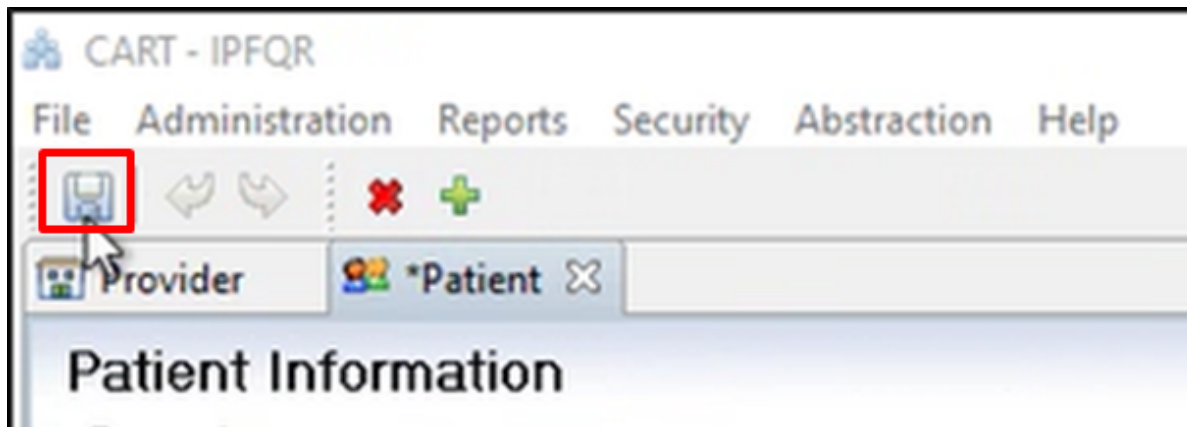 CART - IPFQR
File Administration Reports Security Abstraction Help
Provider *Patient
Patient Information